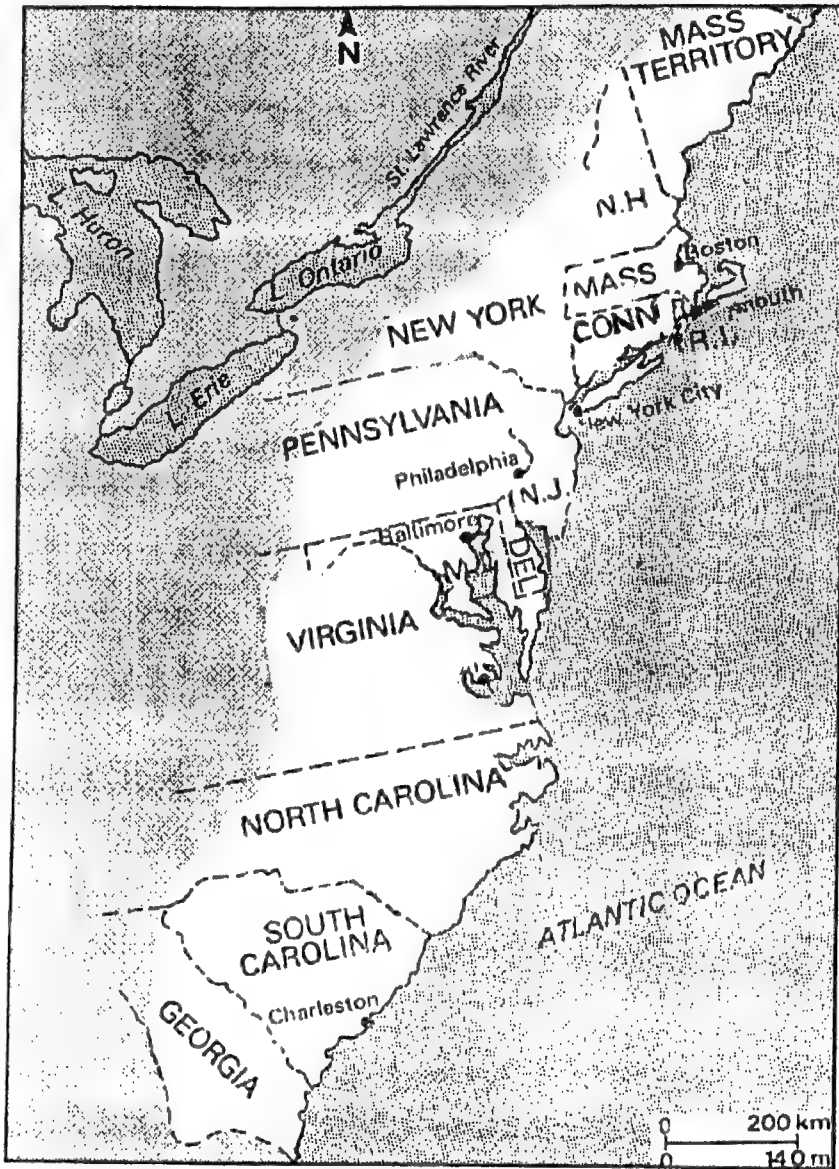 N
MASS
TERRITORY
St. Lawrence River
N.H
Huron
L. Ontario
Boston
MASS
NEW YORK
CONN
R.I.
L. Erie
New York City
PENNSYLVANIA
Philadelphia
N.J.
Baltimore
DEL
M
VIRGINIA
NORTH CAROLINA
ATLANTIC OCEAN
SOUTH
CAROLINA
Charleston
GEORGIA
0 200 km
0 140 m